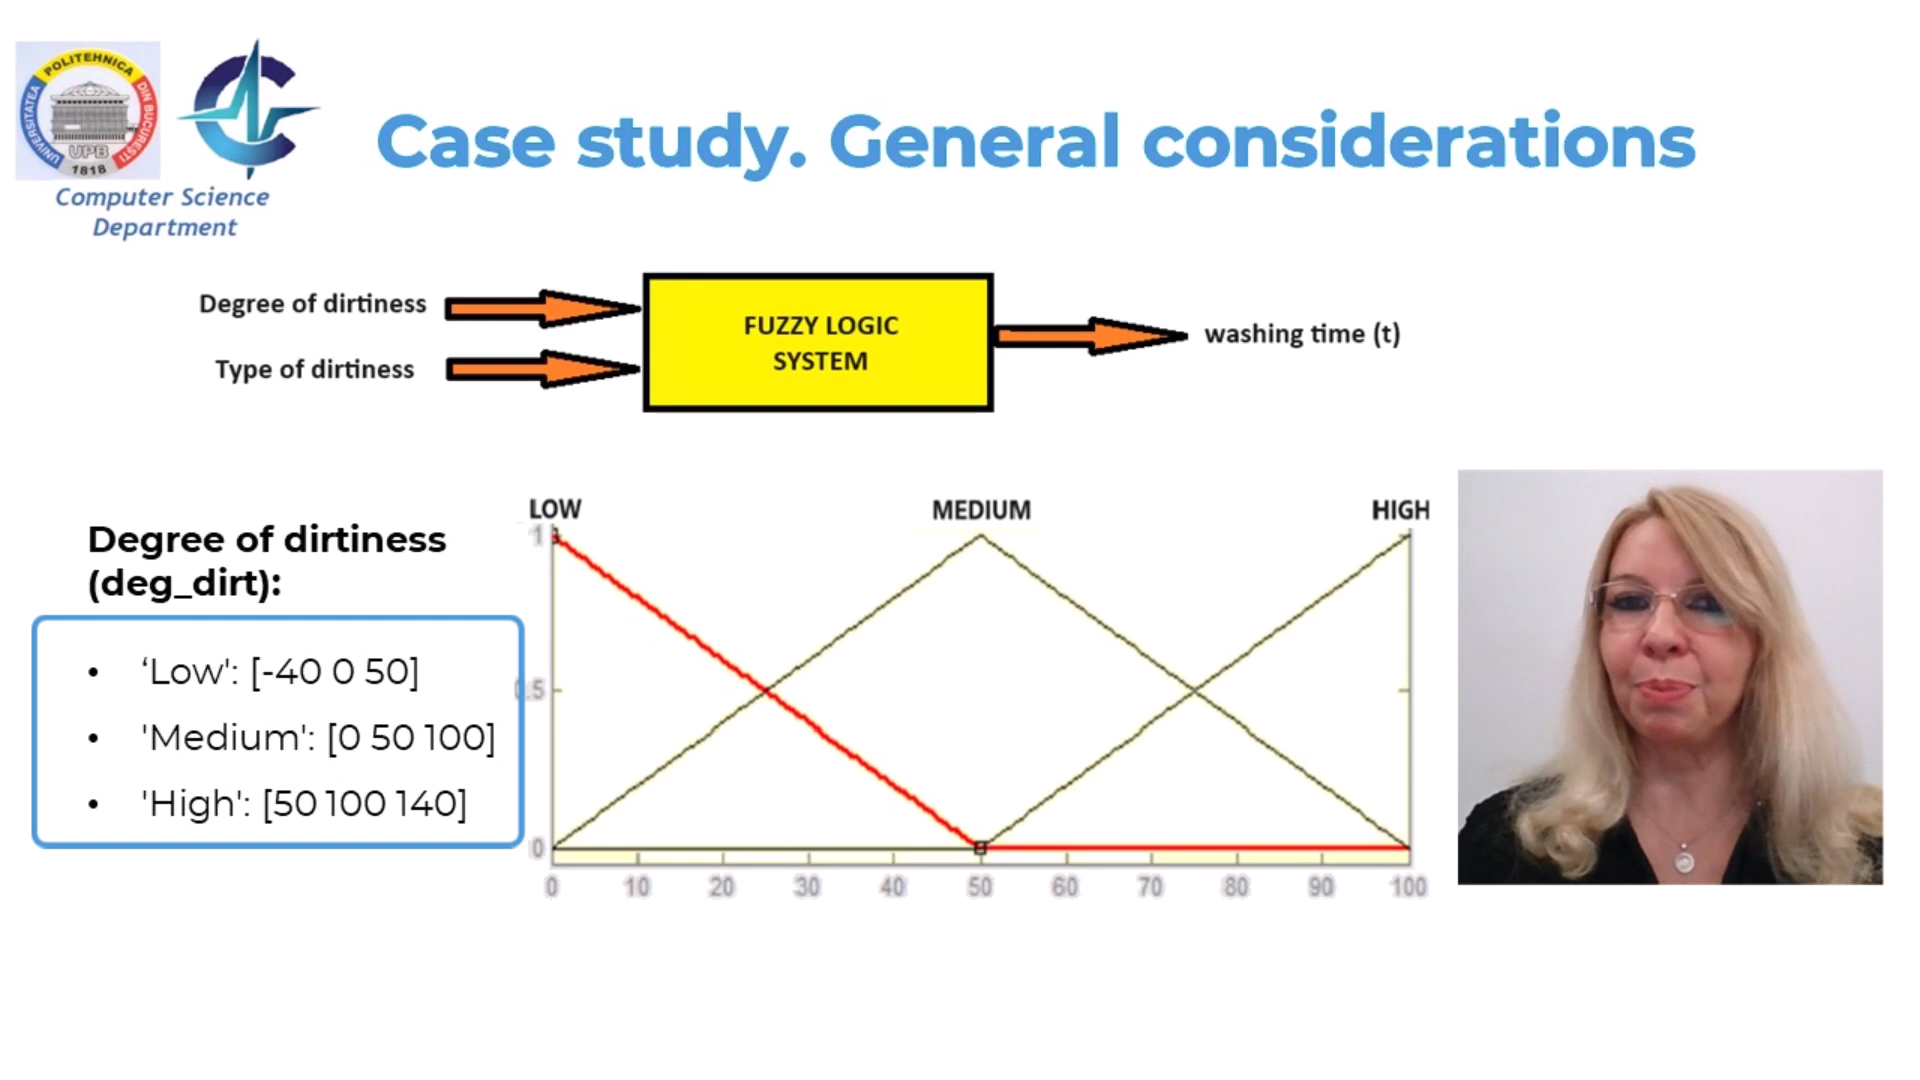 UNIVERSITATEA POLITEHNICA DIN BUCUREȘTI
UPB
1818
Computer Science
Department
Case study. General considerations
Degree of dirtiness
Type of dirtiness
FUZZY LOGIC
SYSTEM
washing time (t)
Degree of dirtiness
(deg_dirt):
• ‘Low': [-40 0 50]
• 'Medium': [0 50 100]
• 'High': [50 100 140]
LOW MEDIUM HIGH
1
0.5
0
0 10 20 30 40 50 60 70 80 90 100